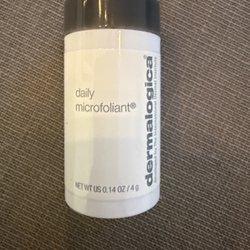 daily
microfoliant®
NET WT US 0.14 OZ / 4 g
dermalogica®